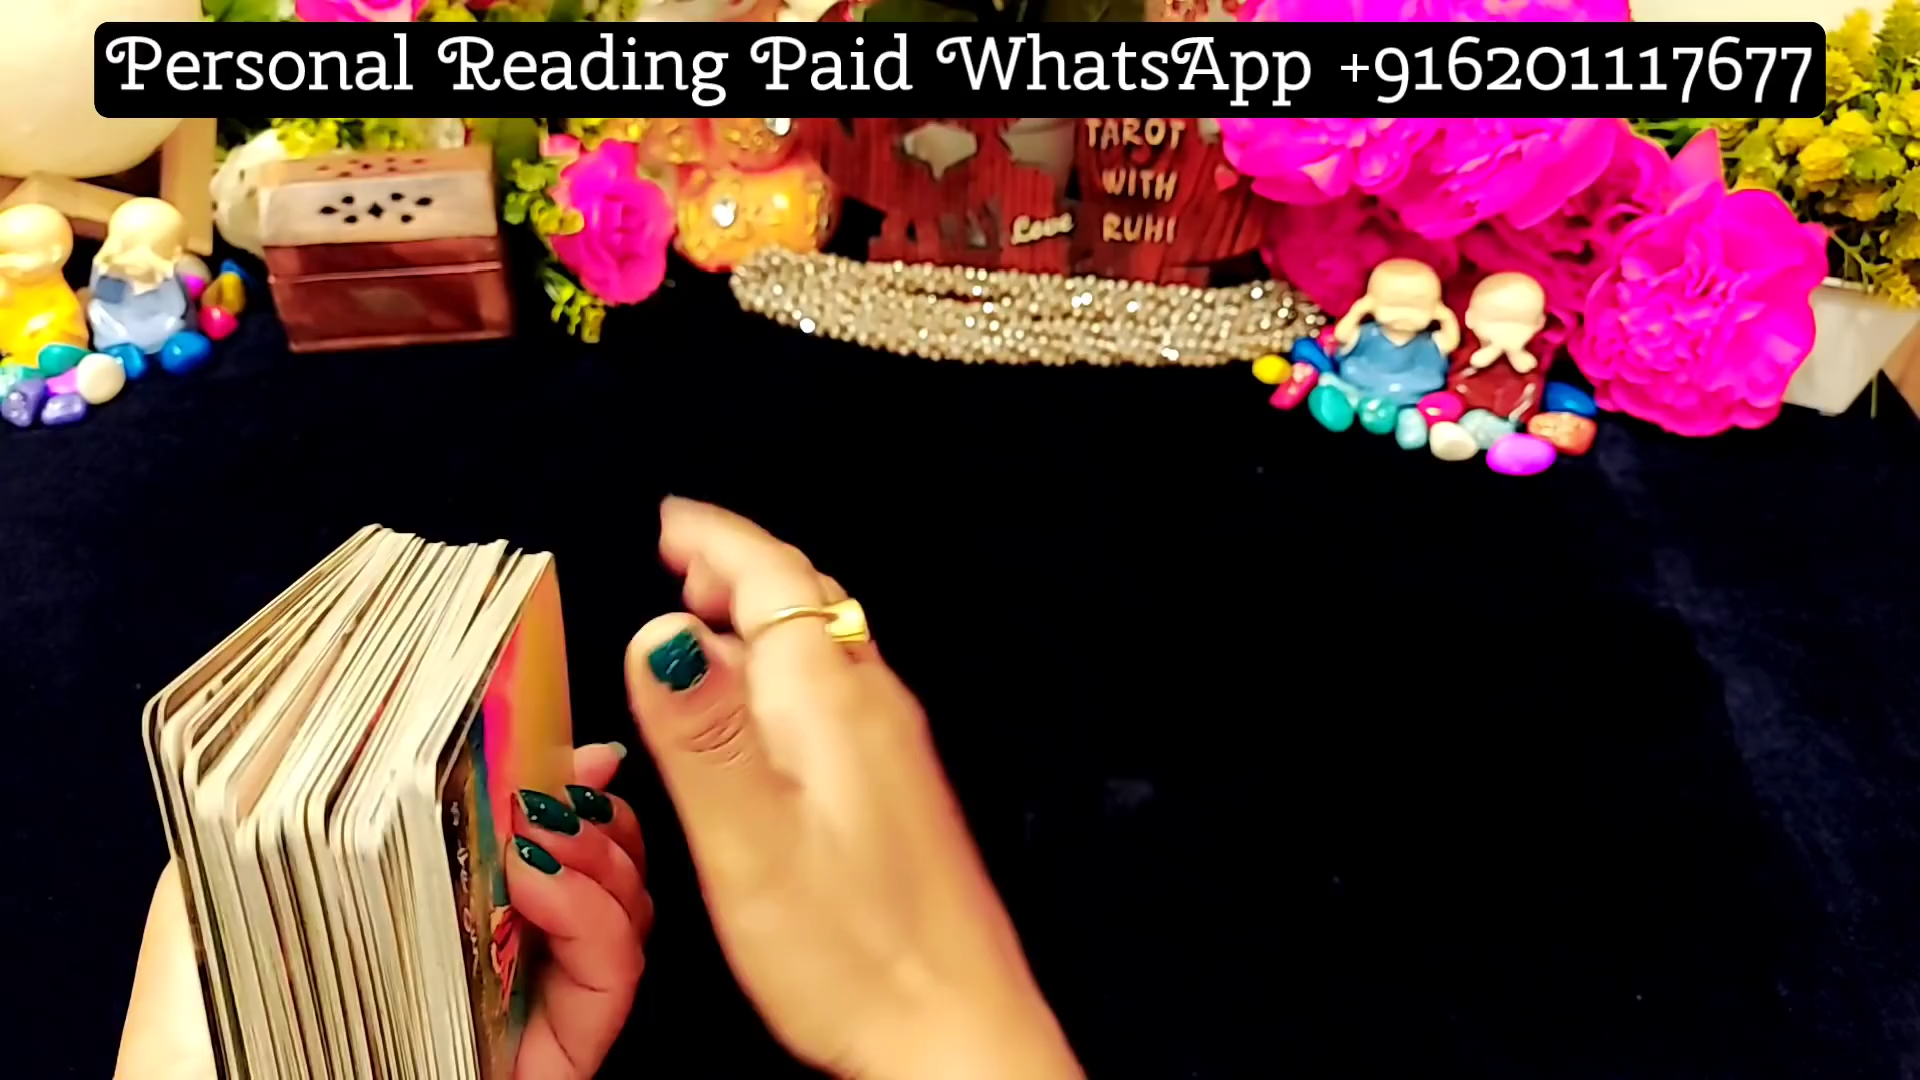 Personal Reading Paid WhatsApp +916201117677
TAROT
WITH
Love RUHI